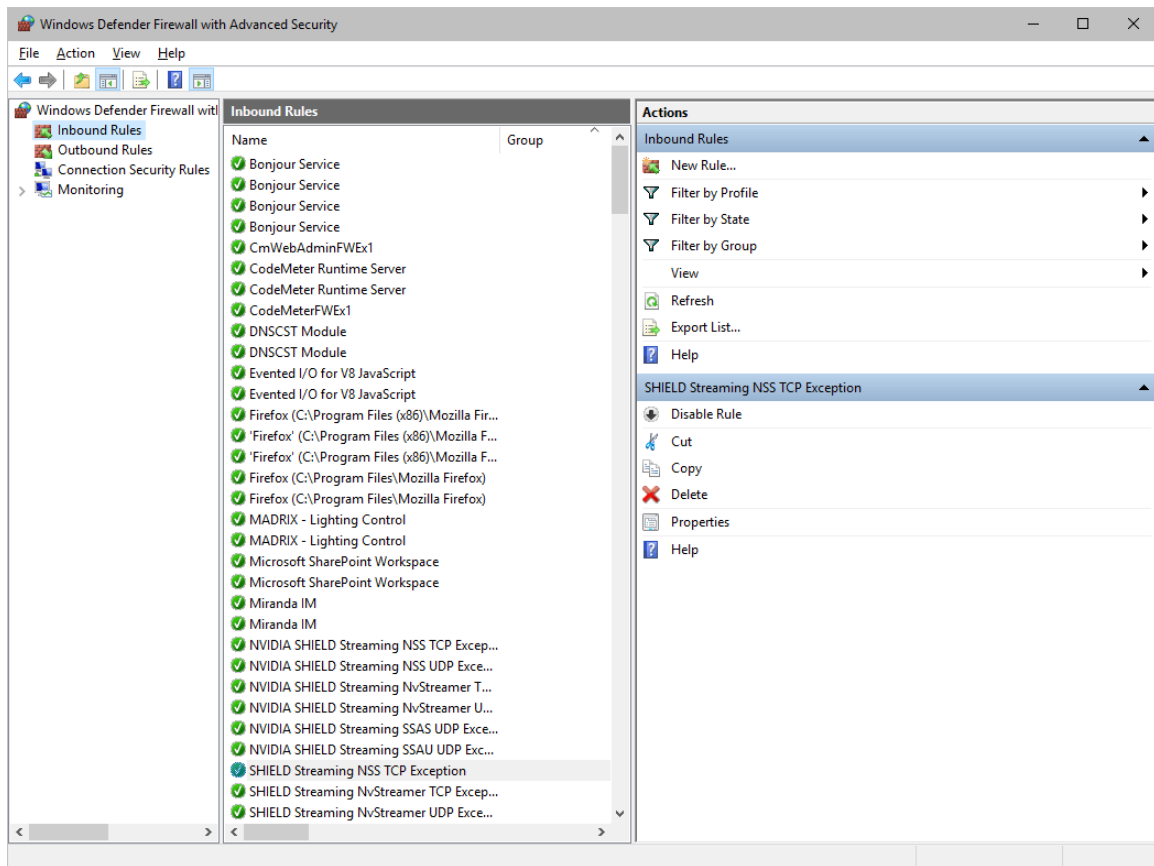 Windows Defender Firewall with Advanced Security
File Action View Help
Windows Defender Firewall witl
Inbound Rules
Outbound Rules
Connection Security Rules
Monitoring
Inbound Rules
Name Group
Bonjour Service
Bonjour Service
Bonjour Service
Bonjour Service
CmWebAdminFWEx1
CodeMeter Runtime Server
CodeMeter Runtime Server
CodeMeterFWEx1
DNSCST Module
DNSCST Module
Evented I/O for V8 JavaScript
Evented I/O for V8 JavaScript
Firefox (C:\Program Files (x86)\Mozilla Fir...
'Firefox' (C:\Program Files (x86)\Mozilla F...
'Firefox' (C:\Program Files (x86)\Mozilla F...
Firefox (C:\Program Files\Mozilla Firefox)
Firefox (C:\Program Files\Mozilla Firefox)
MADRIX - Lighting Control
MADRIX - Lighting Control
Microsoft SharePoint Workspace
Microsoft SharePoint Workspace
Miranda IM
Miranda IM
NVIDIA SHIELD Streaming NSS TCP Excep...
NVIDIA SHIELD Streaming NSS UDP Exce...
NVIDIA SHIELD Streaming NvStreamer T...
NVIDIA SHIELD Streaming NvStreamer U...
NVIDIA SHIELD Streaming SSAS UDP Exce...
NVIDIA SHIELD Streaming SSAU UDP Exc...
SHIELD Streaming NSS TCP Exception
SHIELD Streaming NvStreamer TCP Excep...
SHIELD Streaming NvStreamer UDP Exce...
Actions
Inbound Rules
New Rule...
Filter by Profile
Filter by State
Filter by Group
View
Refresh
Export List...
Help
SHIELD Streaming NSS TCP Exception
Disable Rule
Cut
Copy
Delete
Properties
Help